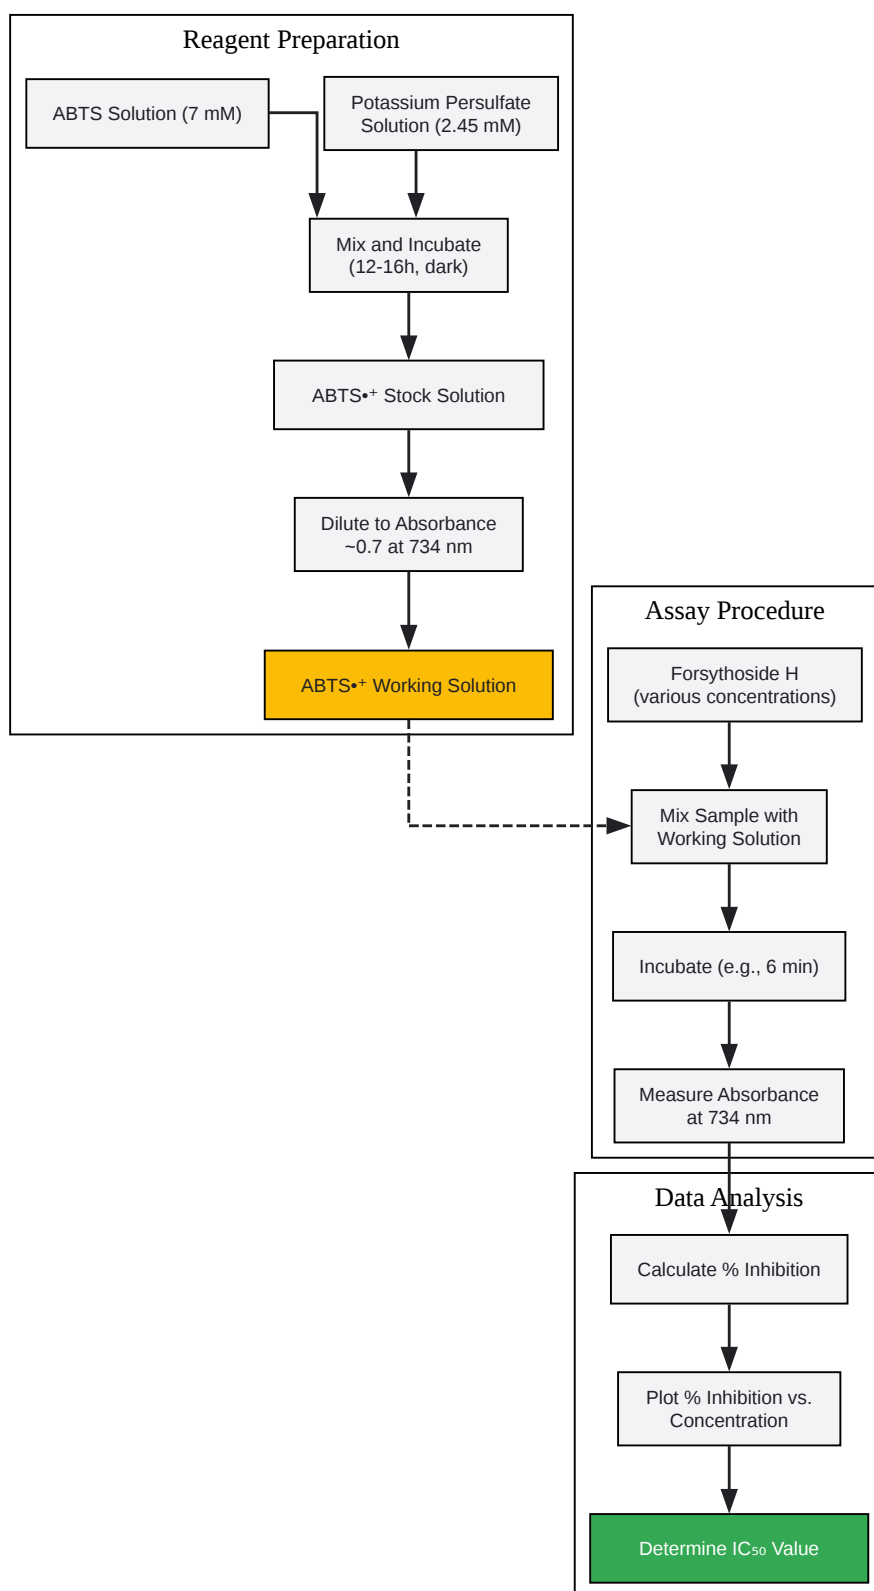 Reagent Preparation
ABTS Solution (7 mM)
Potassium Persulfate
Solution (2.45 mM)
Mix and Incubate
(12-16h, dark)
ABTS•⁺ Stock Solution
Dilute to Absorbance
~0.7 at 734 nm
ABTS•⁺ Working Solution
Assay Procedure
Forsythoside H
(various concentrations)
Mix Sample with
Working Solution
Incubate (e.g., 6 min)
Measure Absorbance
at 734 nm
Data Analysis
Calculate % Inhibition
Plot % Inhibition vs.
Concentration
Determine IC₅₀ Value